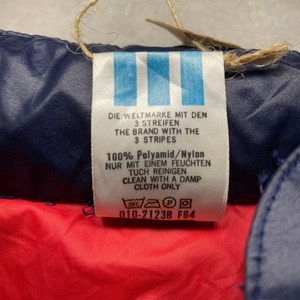 DIE WELTMARKE MIT DEN
3 STREIFEN
THE BRAND WITH THE
3 STRIPES
100% Polyamid/Nylon
NUR MIT EINEM FEUCHTEN
TUCH REINIGEN
CLEAN WITH A DAMP
CLOTH ONLY
010-2123B F64